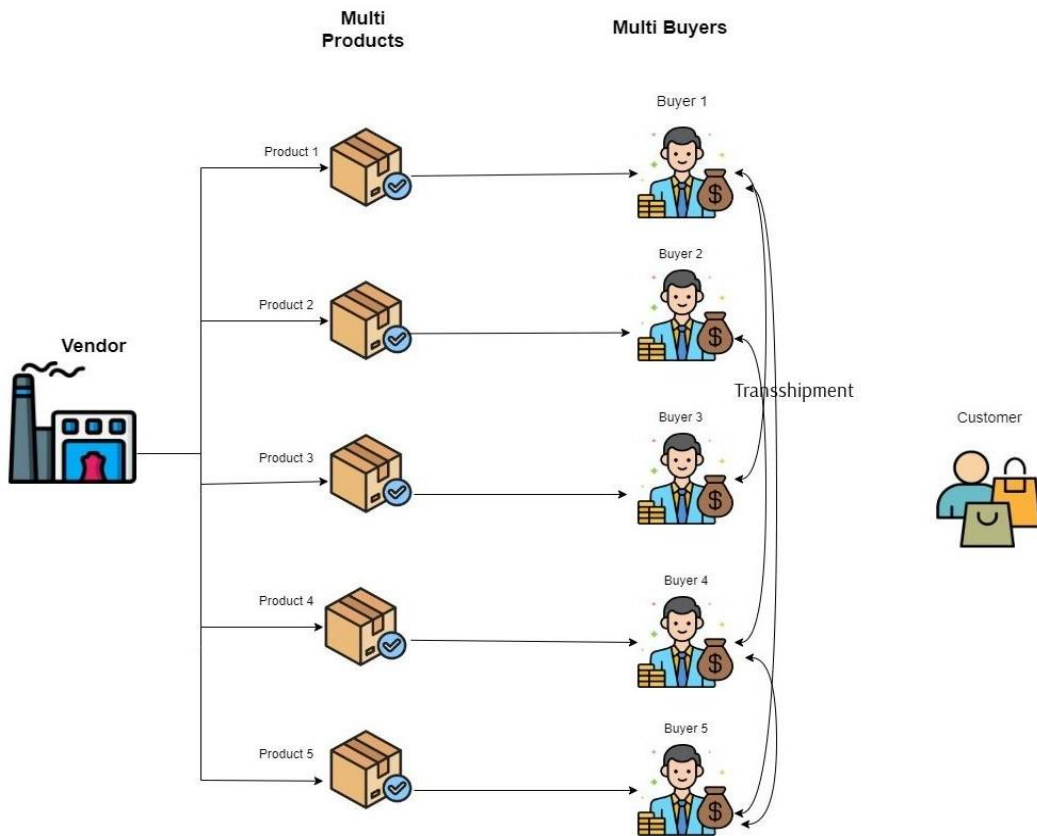 Multi
Products
Multi Buyers
Buyer 1
Product 1
Buyer 2
Product 2
Vendor
Transshipment
Buyer 3
Customer
Product 3
Buyer 4
Product 4
Buyer 5
Product 5